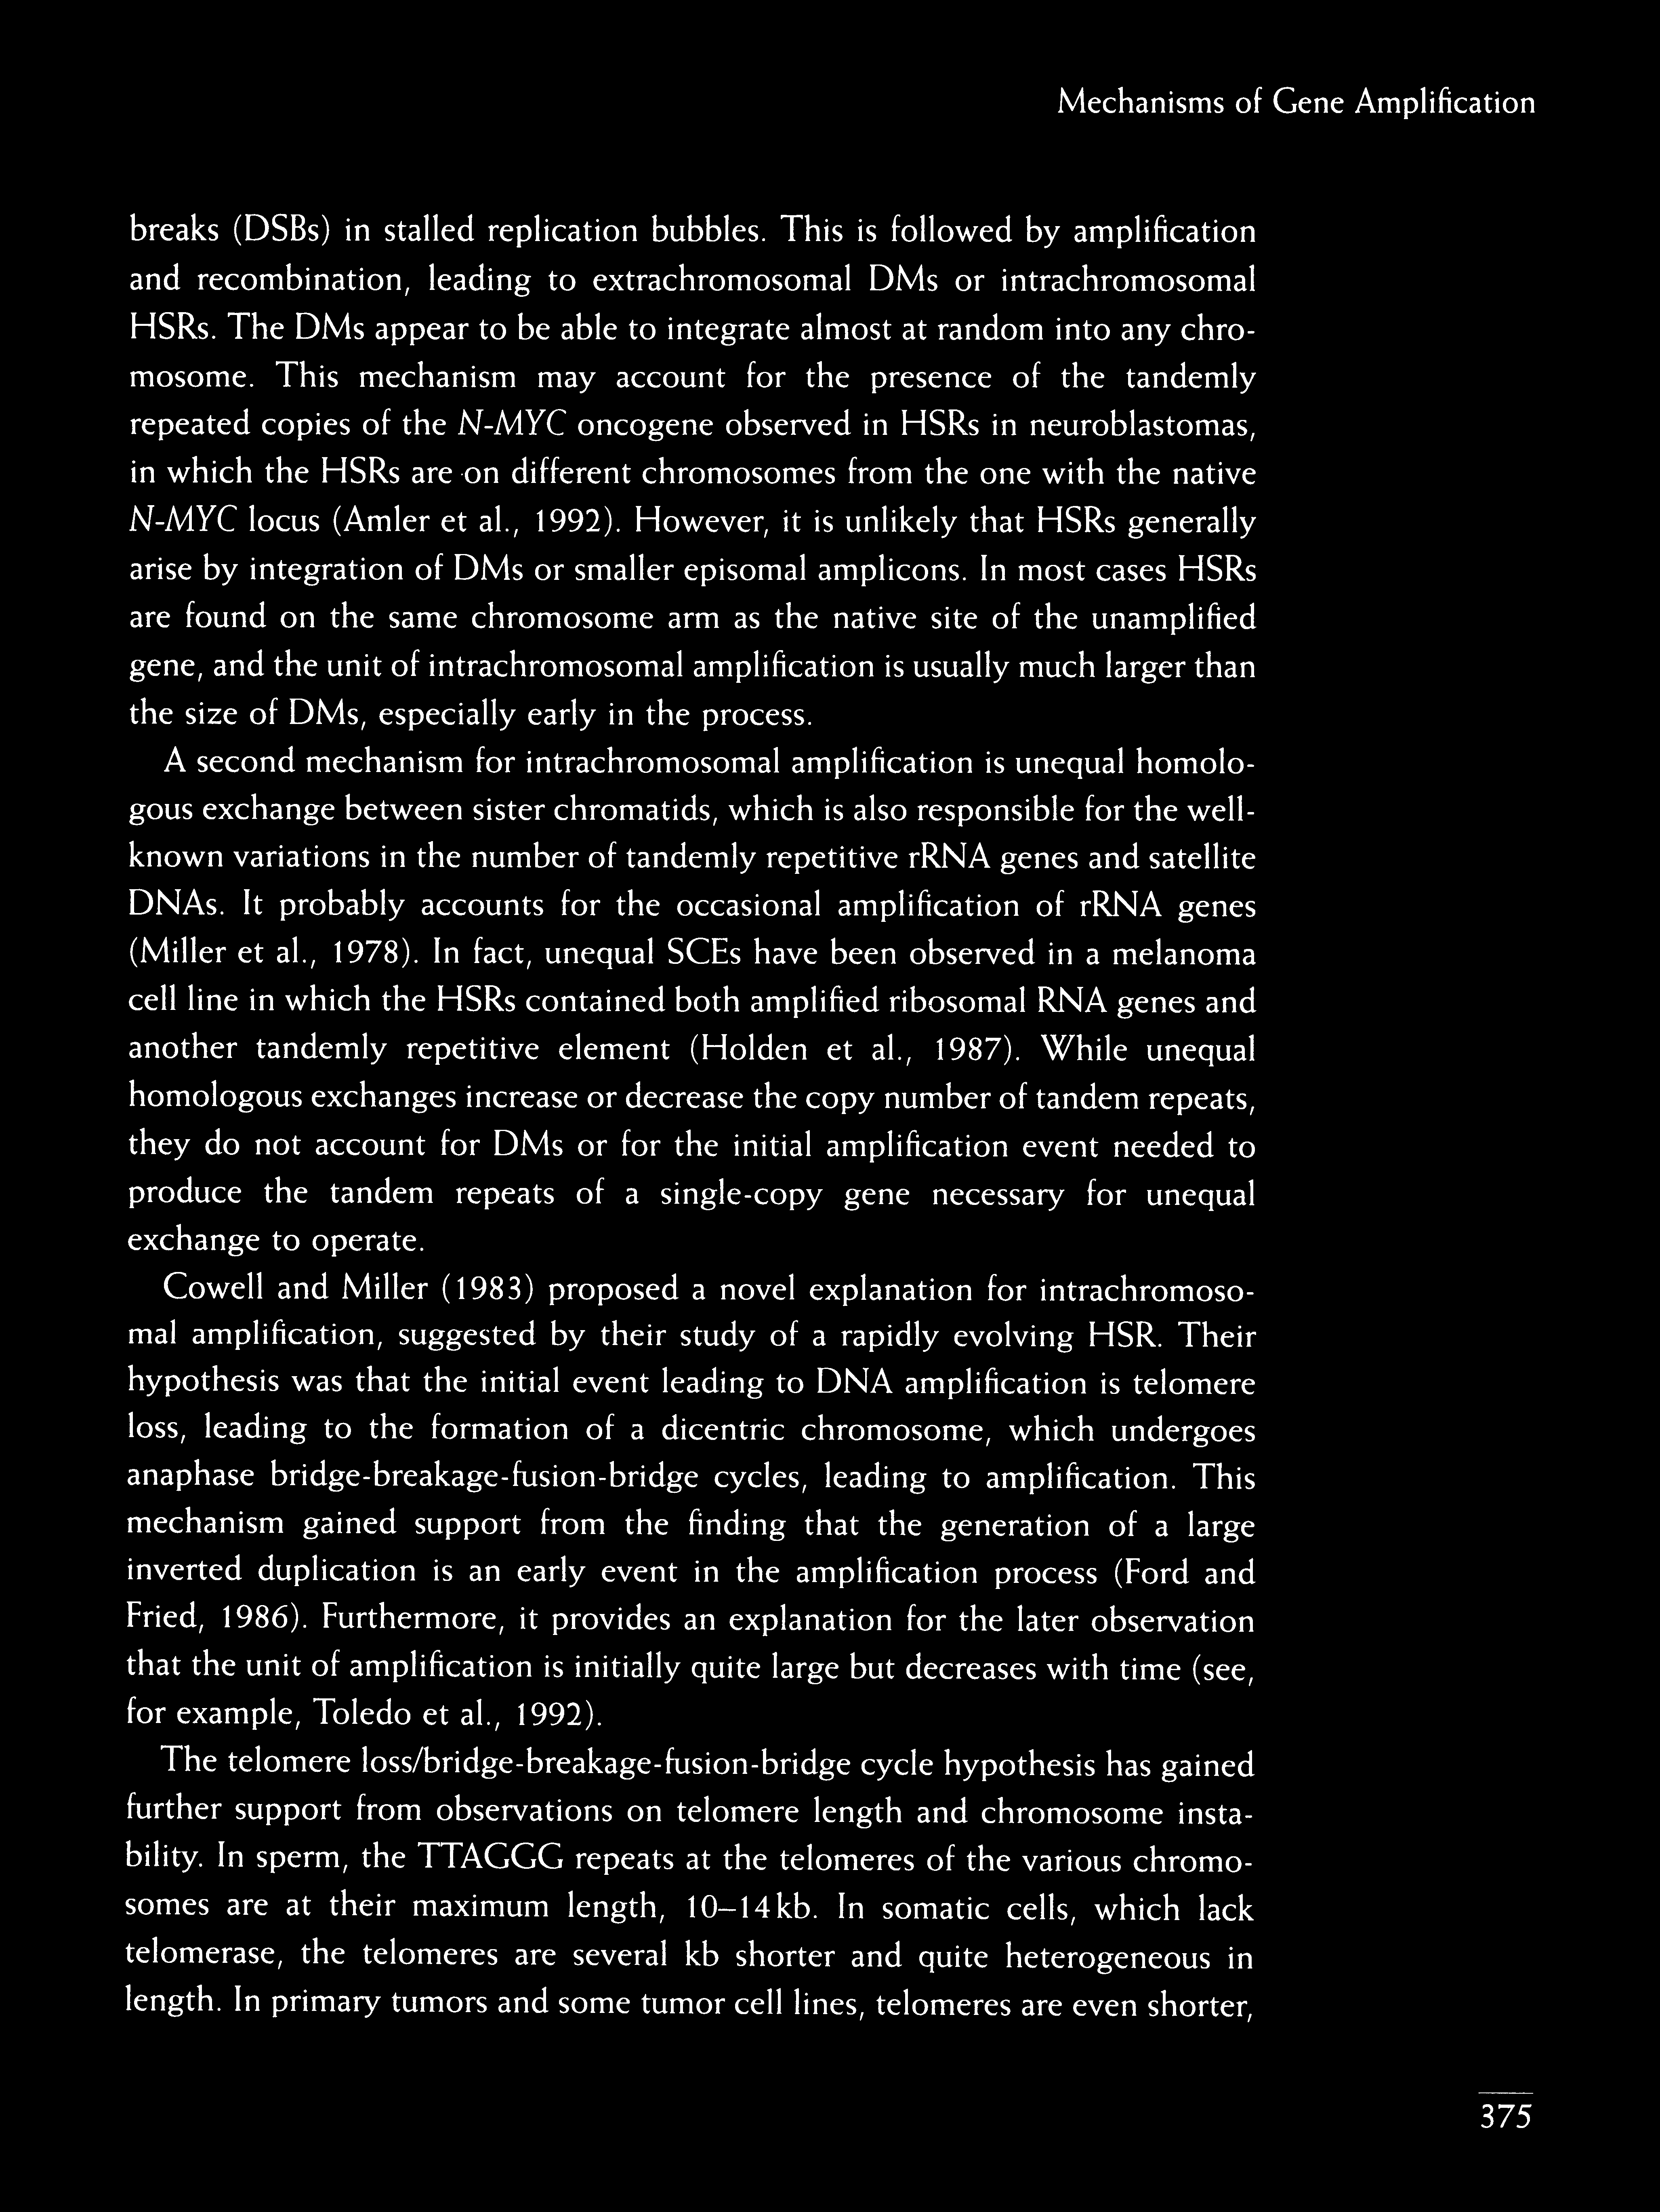 Mechanisms of Gene Amplification
breaks (DSBs) in stalled replication bubbles. This is followed by amplification
and recombination, leading to extrachromosomal DMs or intrachromosomal
HSRs. The DMs appear to be able to integrate almost at random into any chro-
mosome. This mechanism may account for the presence of the tandemly
repeated copies of the N-MYC oncogene observed in HSRs in neuroblastomas,
in which the HSRs are on different chromosomes from the one with the native
N-MYC locus (Amler et al., 1992). However, it is unlikely that HSRs generally
arise by integration of DMs or smaller episomal amplicons. In most cases HSRs
are found on the same chromosome arm as the native site of the unamplified
gene, and the unit of intrachromosomal amplification is usually much larger than
the size of DMs, especially early in the process.
A second mechanism for intrachromosomal amplification is unequal homolo-
gous exchange between sister chromatids, which is also responsible for the well-
known variations in the number of tandemly repetitive rRNA genes and satellite
DNAs. It probably accounts for the occasional amplification of rRNA genes
(Miller et al., 1978). In fact, unequal SCEs have been observed in a melanoma
cell line in which the HSRs contained both amplified ribosomal RNA genes and
another tandemly repetitive element (Holden et al., 1987). While unequal
homologous exchanges increase or decrease the copy number of tandem repeats,
they do not account for DMs or for the initial amplification event needed to
produce the tandem repeats of a single-copy gene necessary for unequal
exchange to operate.
Cowell and Miller (1983) proposed a novel explanation for intrachromoso-
mal amplification, suggested by their study of a rapidly evolving HSR. Their
hypothesis was that the initial event leading to DNA amplification is telomere
loss, leading to the formation of a dicentric chromosome, which undergoes
anaphase bridge-breakage-fusion-bridge cycles, leading to amplification. This
mechanism gained support from the finding that the generation of a large
inverted duplication is an early event in the amplification process (Ford and
Fried, 1986). Furthermore, it provides an explanation for the later observation
that the unit of amplification is initially quite large but decreases with time (see,
for example, Toledo et al., 1992).
The telomere loss/bridge-breakage-fusion-bridge cycle hypothesis has gained
further support from observations on telomere length and chromosome insta-
bility. In sperm, the TTAGGG repeats at the telomeres of the various chromo-
somes are at their maximum length, 10–14 kb. In somatic cells, which lack
telomerase, the telomeres are several kb shorter and quite heterogeneous in
length. In primary tumors and some tumor cell lines, telomeres are even shorter,
375